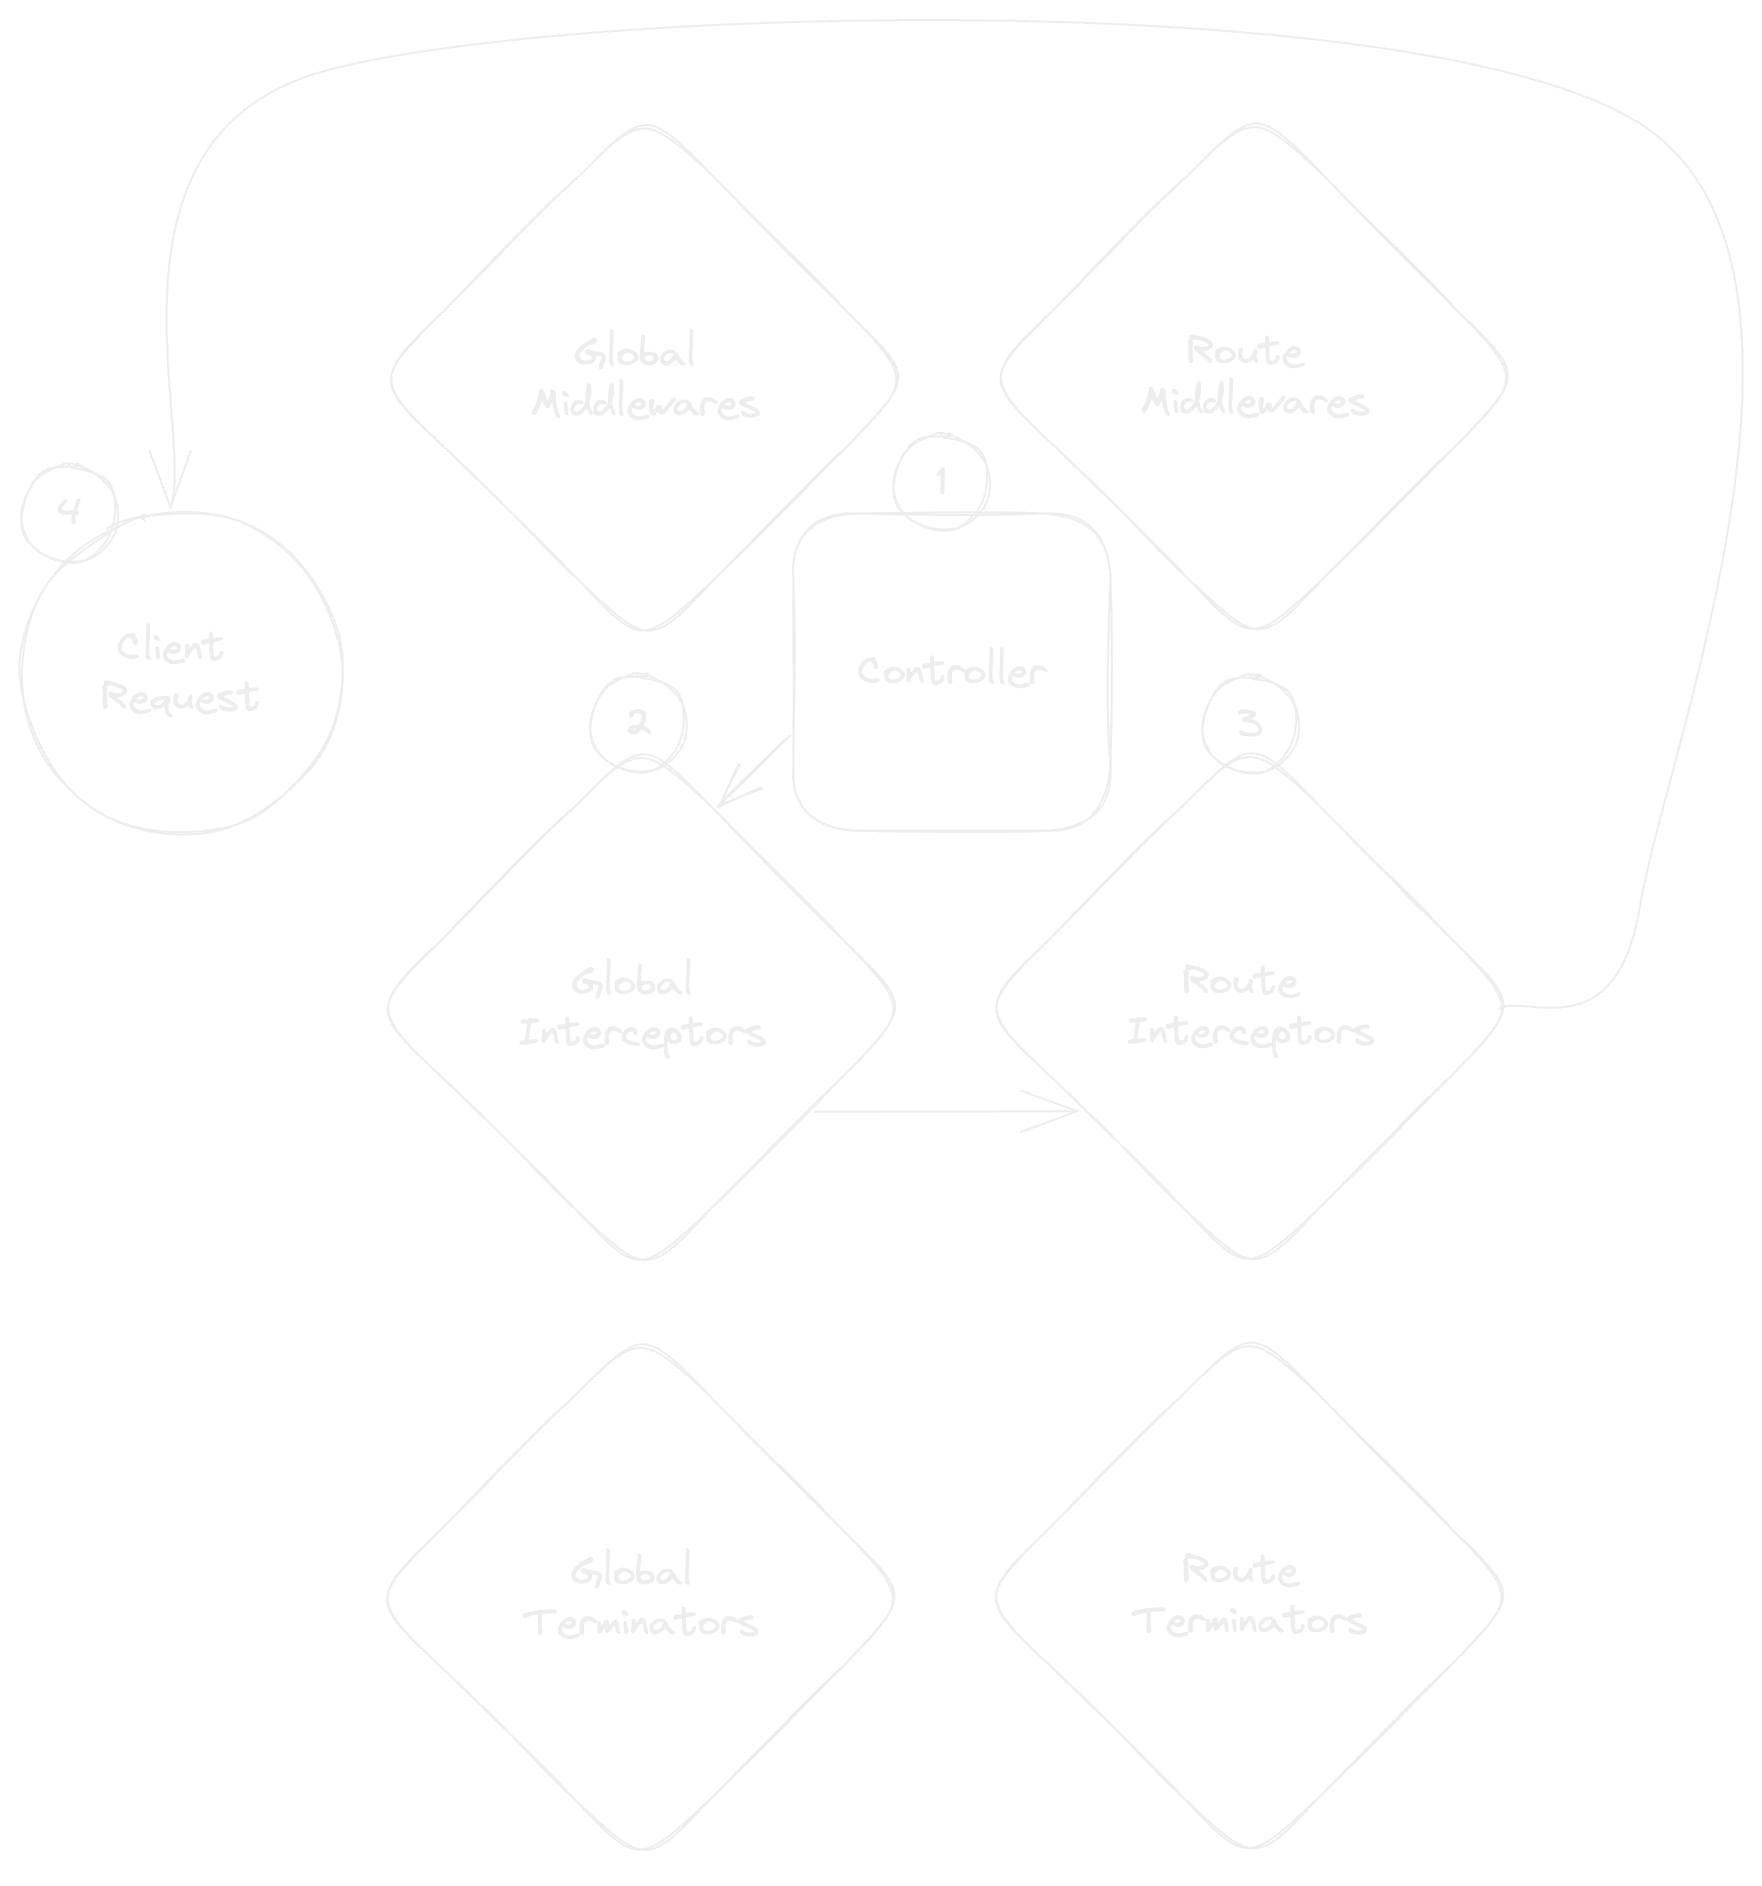 Global
Middlewares
Route
Middlewares
1
4
Client
Request
Controller
2
3
Global
Interceptors
Route
Interceptors
Global
Terminators
Route
Terminators